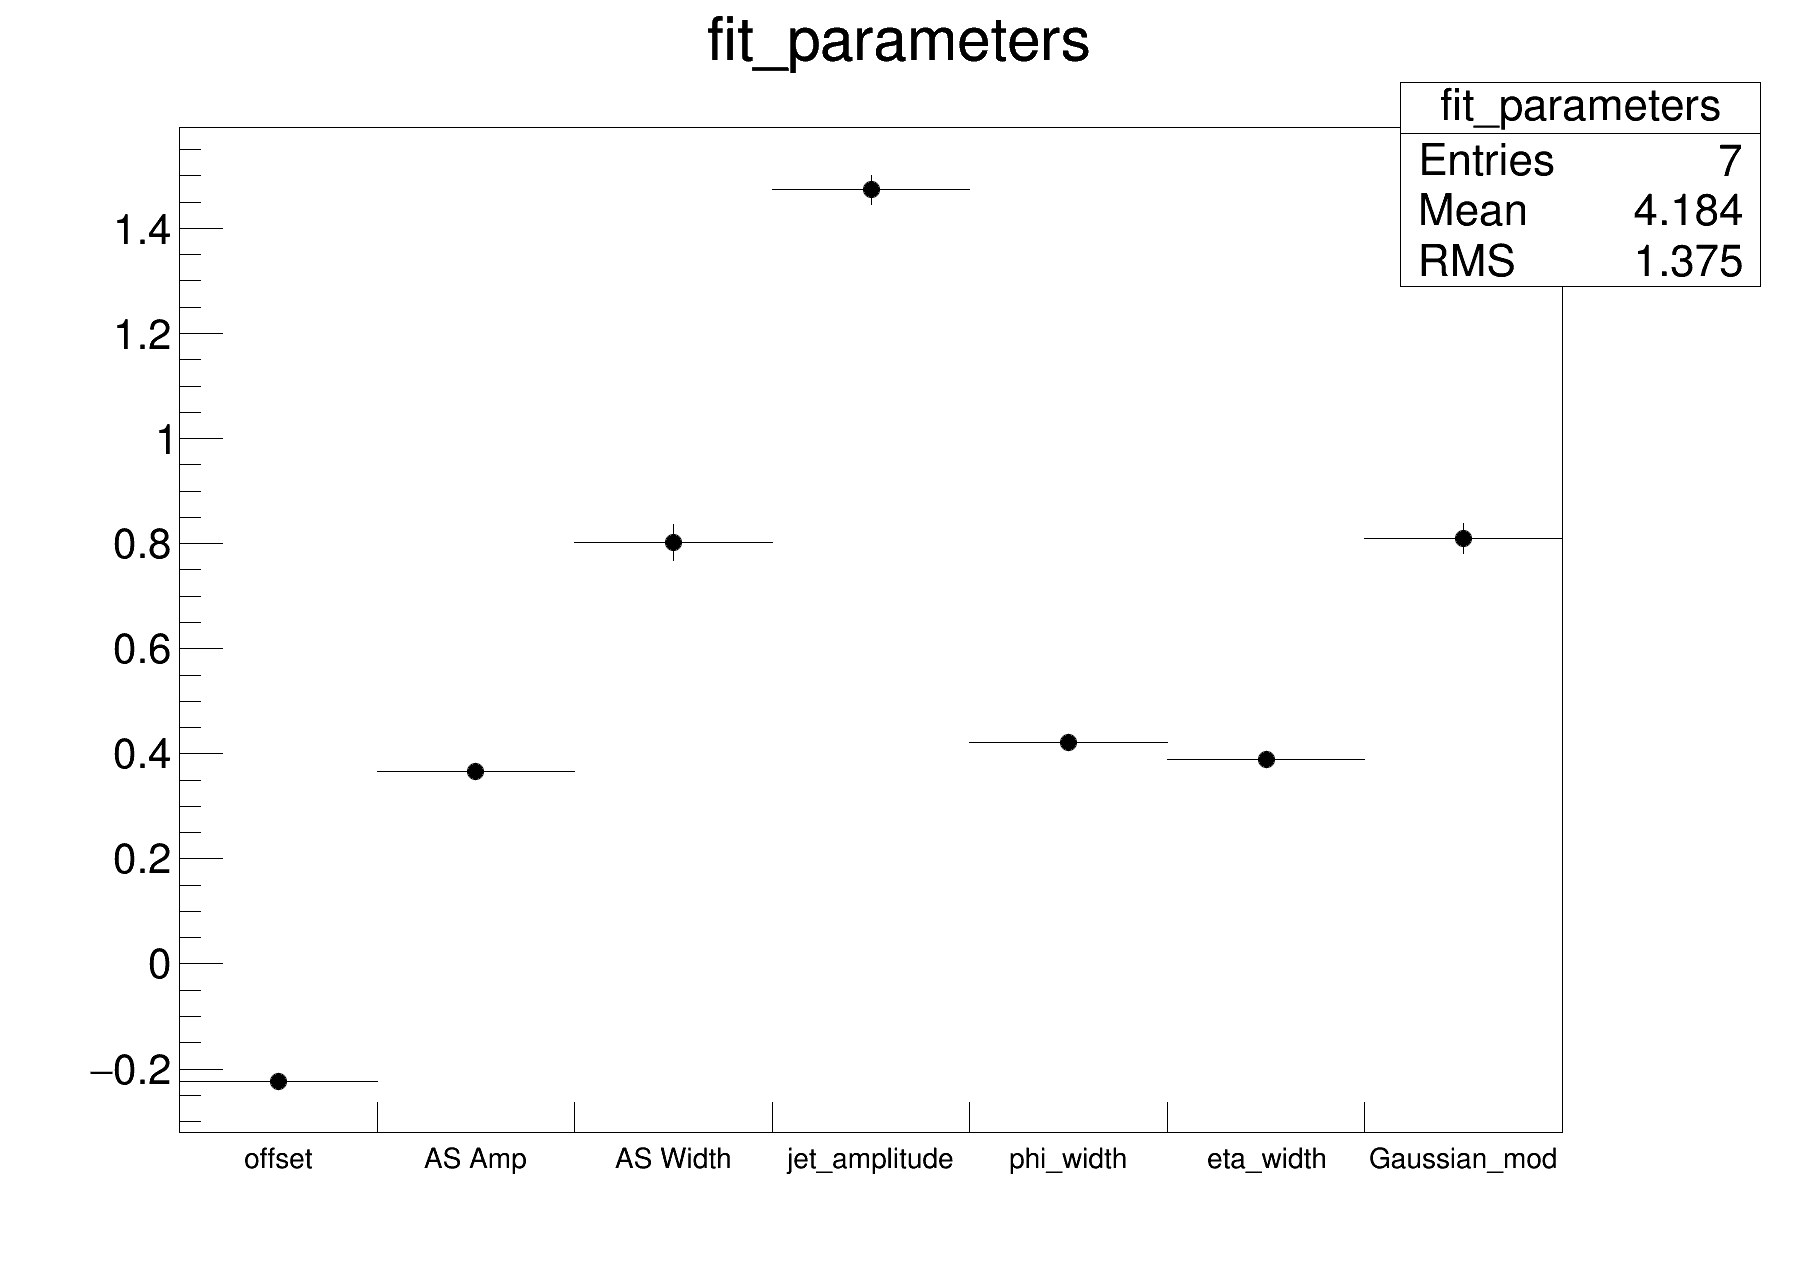 fit_parameters
fit_parameters
Entries 7
Mean 4.184
RMS 1.375
1.4
1.2
1
0.8
0.6
0.4
0.2
0
−0.2
offset AS Amp AS Width jet_amplitude phi_width eta_width Gaussian_mod